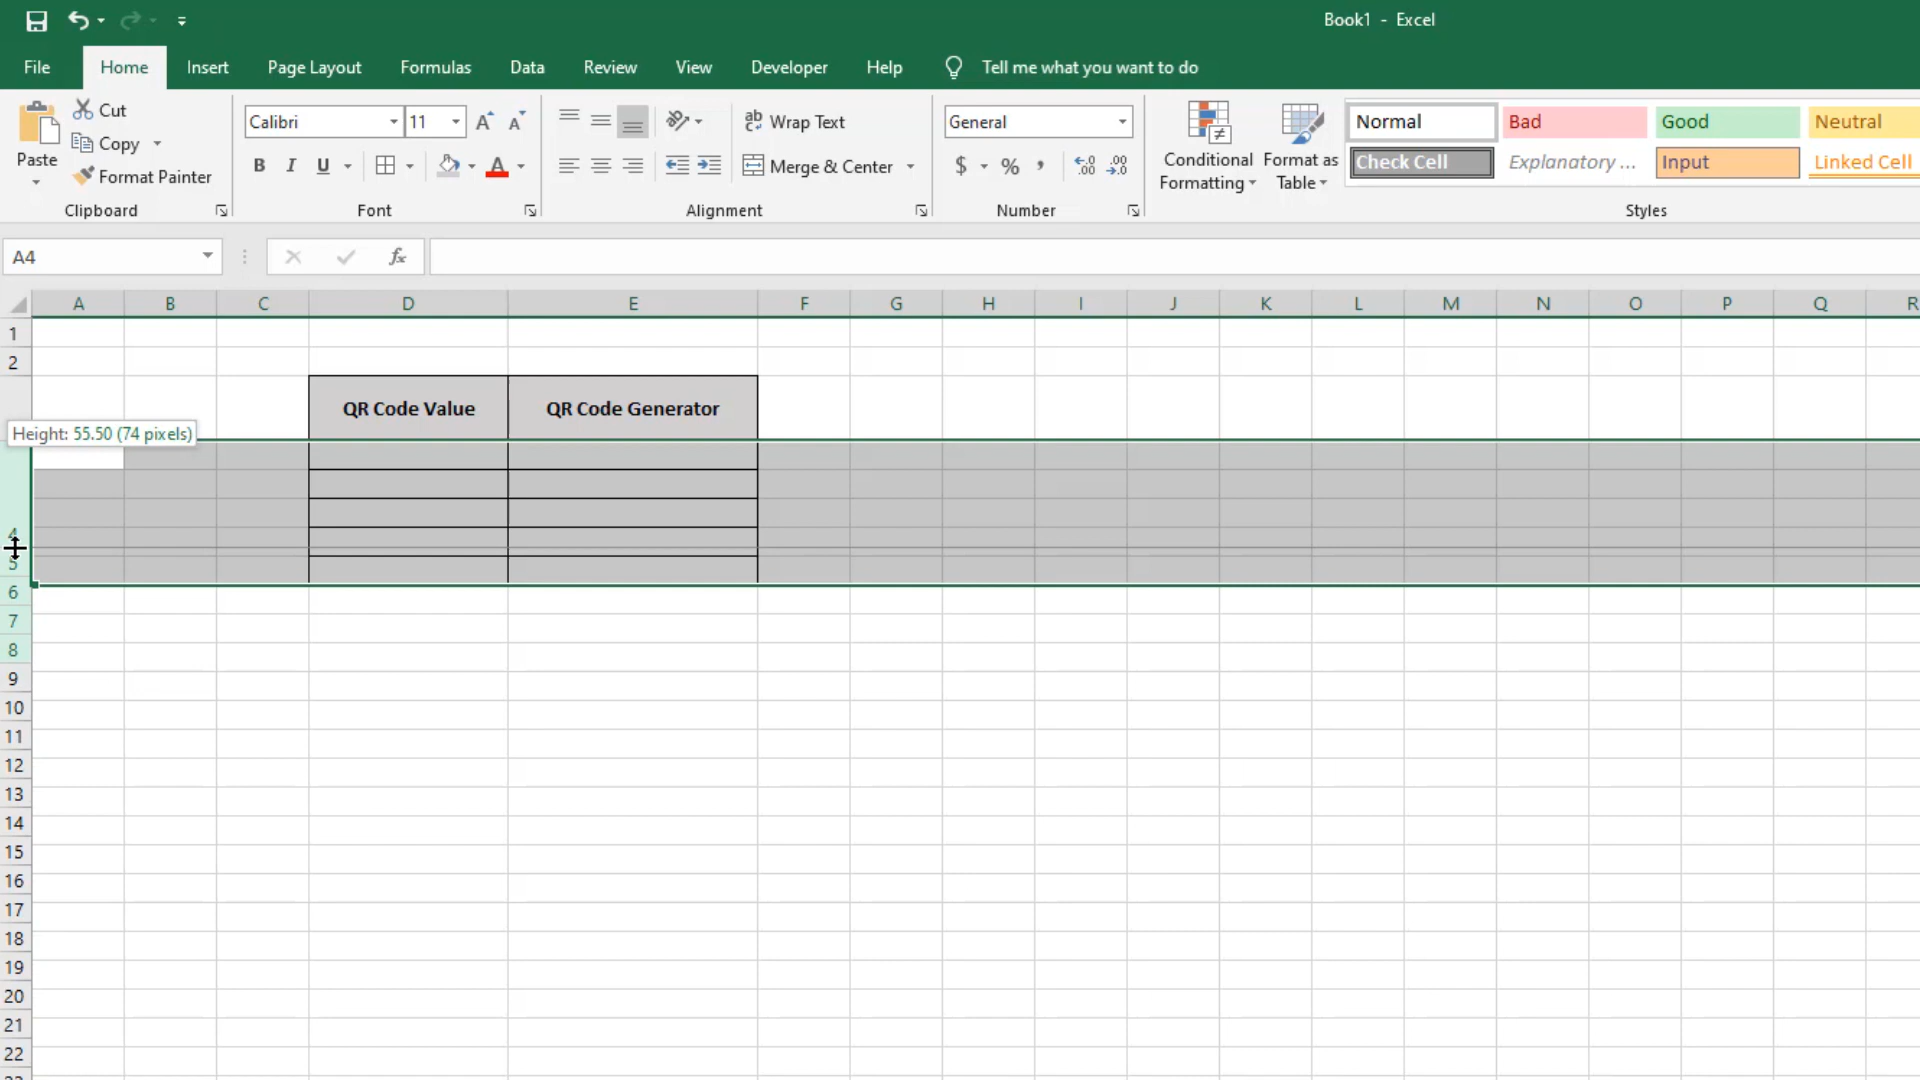 Book1 - Excel
File Home Insert Page Layout Formulas Data Review View Developer Help Tell me what you want to do
Paste
Cut
Copy
Format Painter
Clipboard
Calibri 11
B I U
Font
Wrap Text
Merge & Center
Alignment
General
$ % ,
Number
Conditional Formatting
Format as Table
Normal Bad Good Neutral
Check Cell Explanatory ... Input Linked Cell
Styles
A4 fx
A B C D E F G H I J K L M N O P Q R
1
2
QR Code Value QR Code Generator
Height: 55.50 (74 pixels)
4
5
6
7
8
9
10
11
12
13
14
15
16
17
18
19
20
21
22